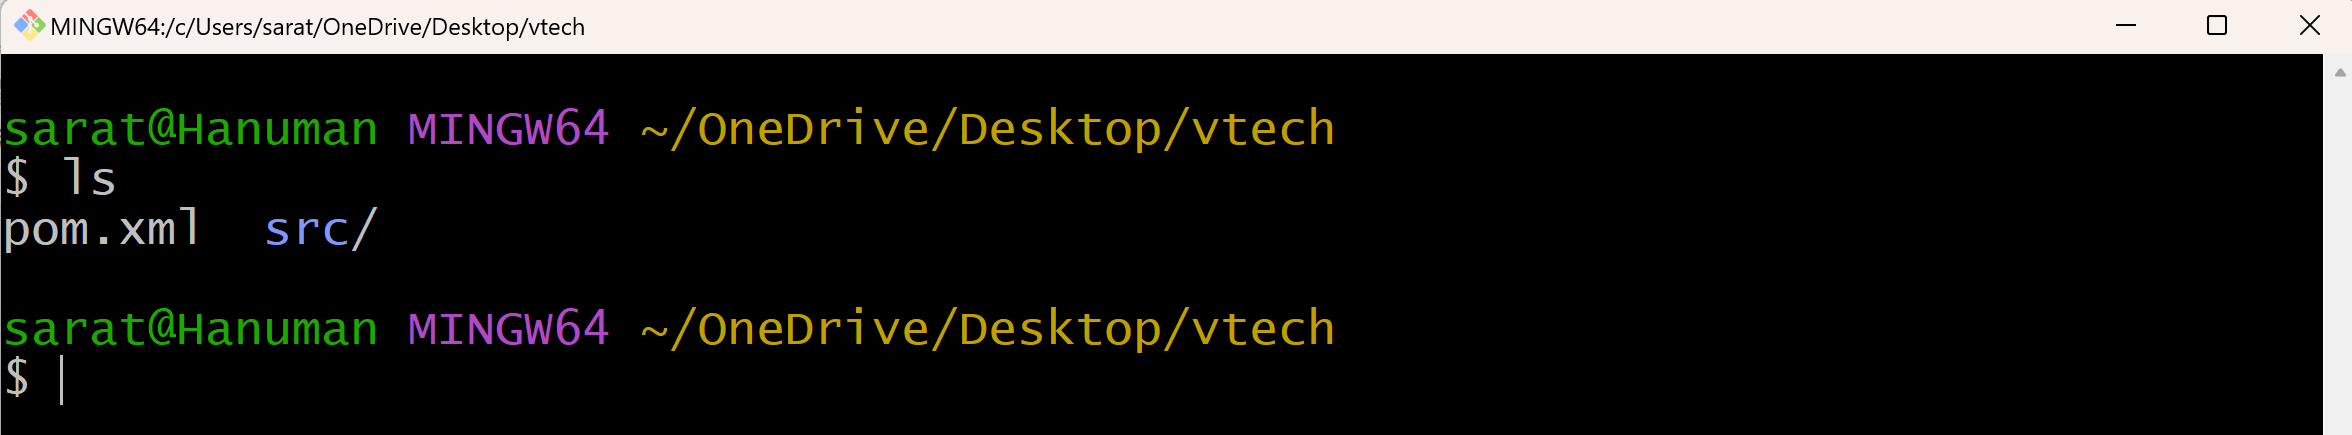 MINGW64:/c/Users/sarat/OneDrive/Desktop/vtech
sarat@Hanuman MINGW64 ~/OneDrive/Desktop/vtech
$ ls
pom.xml  src/
sarat@Hanuman MINGW64 ~/OneDrive/Desktop/vtech
$